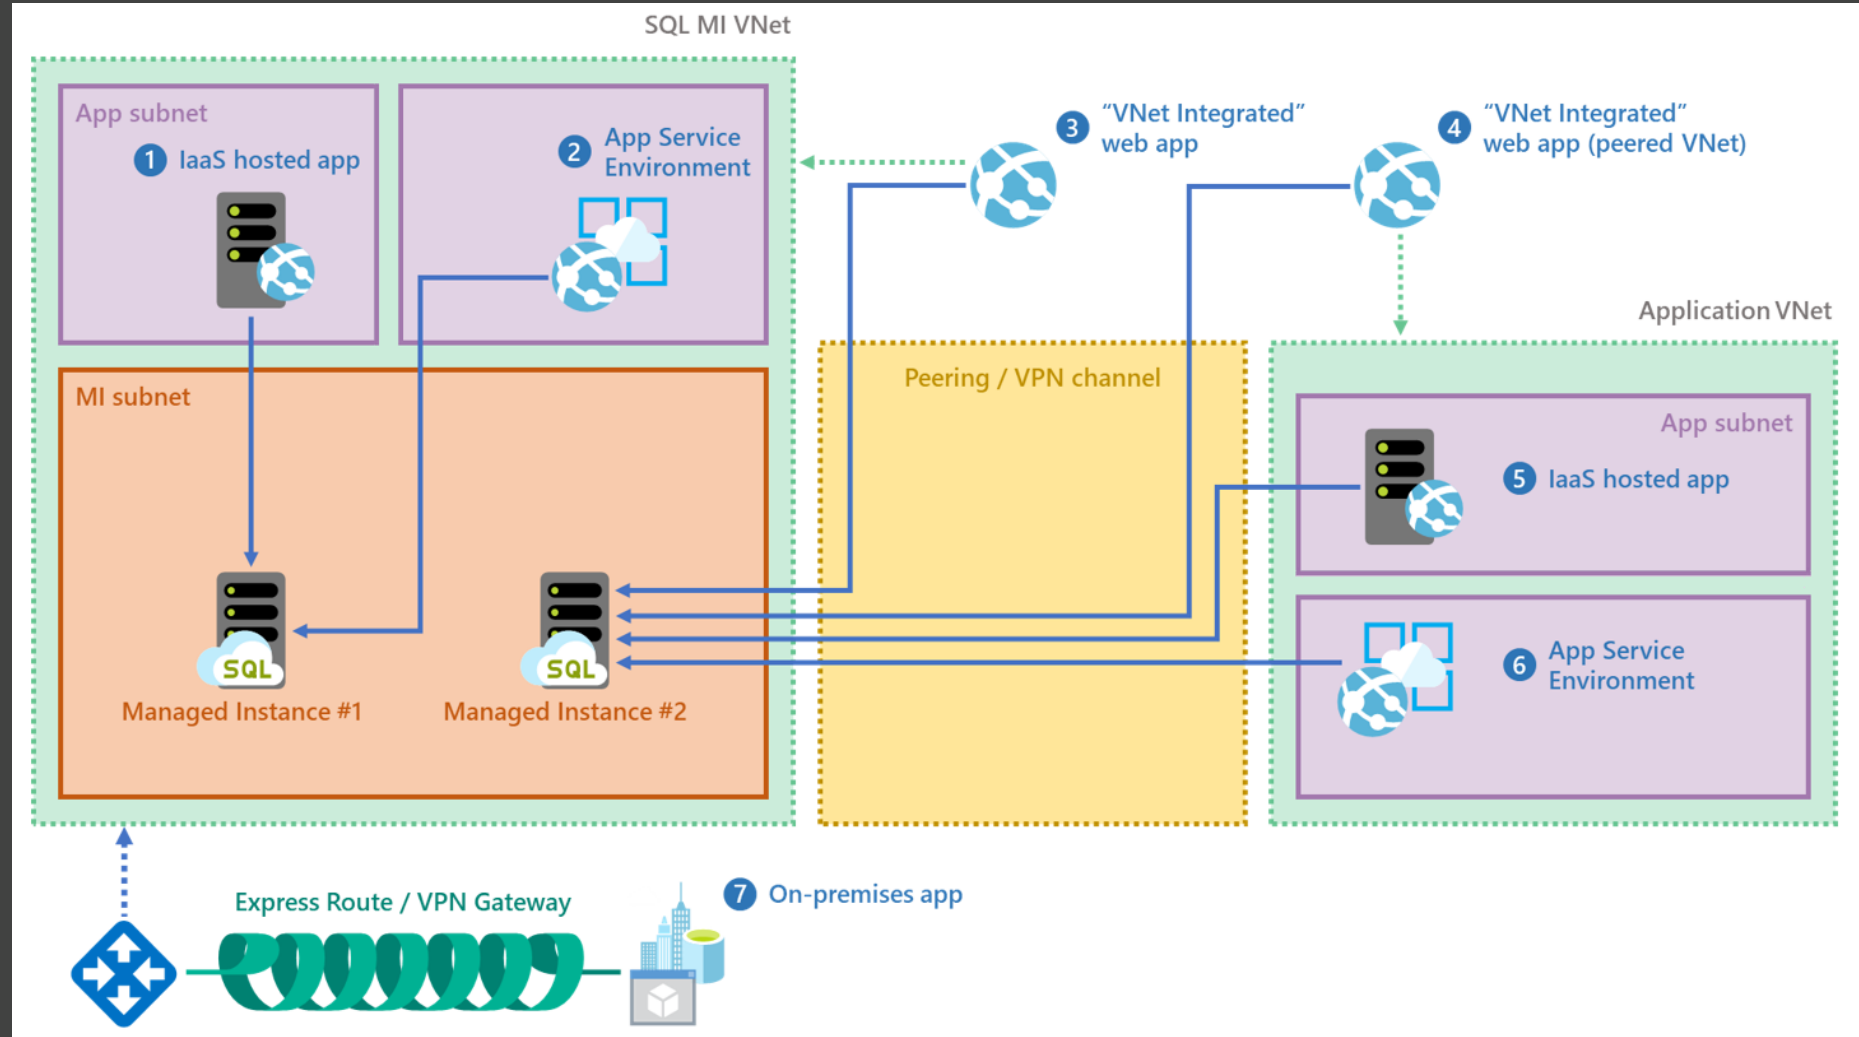 SQL MI VNet
App subnet
1 IaaS hosted app
2 App Service
Environment
3 “VNet Integrated”
web app
4 “VNet Integrated”
web app (peered VNet)
Application VNet
MI subnet
Peering / VPN channel
App subnet
5 IaaS hosted app
6 App Service
Environment
SQL
SQL
Managed Instance #1
Managed Instance #2
Express Route / VPN Gateway
7 On-premises app